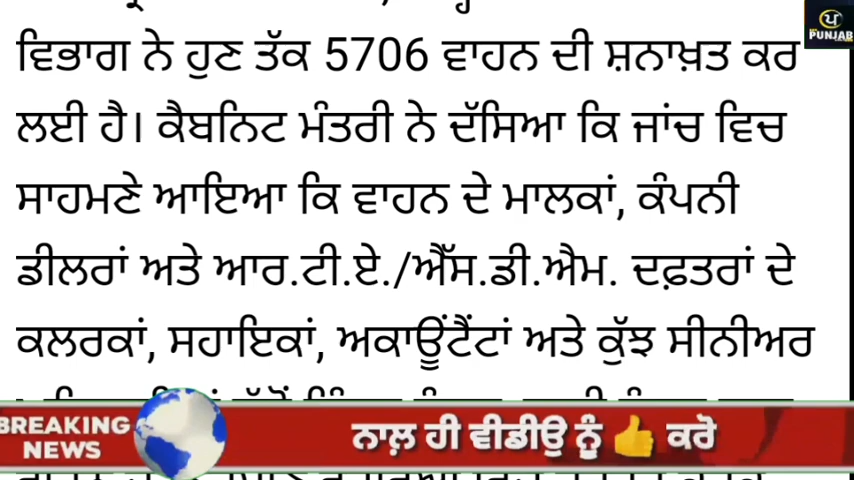 ਪ
PUNJAB
ਵਿਭਾਗ ਨੇ ਹੁਣ ਤੱਕ 5706 ਵਾਹਨ ਦੀ ਸ਼ਨਾਖ਼ਤ ਕਰ
ਲਈ ਹੈ। ਕੈਬਨਿਟ ਮੰਤਰੀ ਨੇ ਦੱਸਿਆ ਕਿ ਜਾਂਚ ਵਿਚ
ਸਾਹਮਣੇ ਆਇਆ ਕਿ ਵਾਹਨ ਦੇ ਮਾਲਕਾਂ, ਕੰਪਨੀ
ਡੀਲਰਾਂ ਅਤੇ ਆਰ.ਟੀ.ਏ./ਐੱਸ.ਡੀ.ਐਮ. ਦਫ਼ਤਰਾਂ ਦੇ
ਕਲਰਕਾਂ, ਸਹਾਇਕਾਂ, ਅਕਾਊਂਟੈਂਟਾਂ ਅਤੇ ਕੁੱਝ ਸੀਨੀਅਰ
BREAKING
NEWS
ਨਾਲ਼ ਹੀ ਵੀਡੀਉ ਨੂੰ 👍 ਕਰੋ